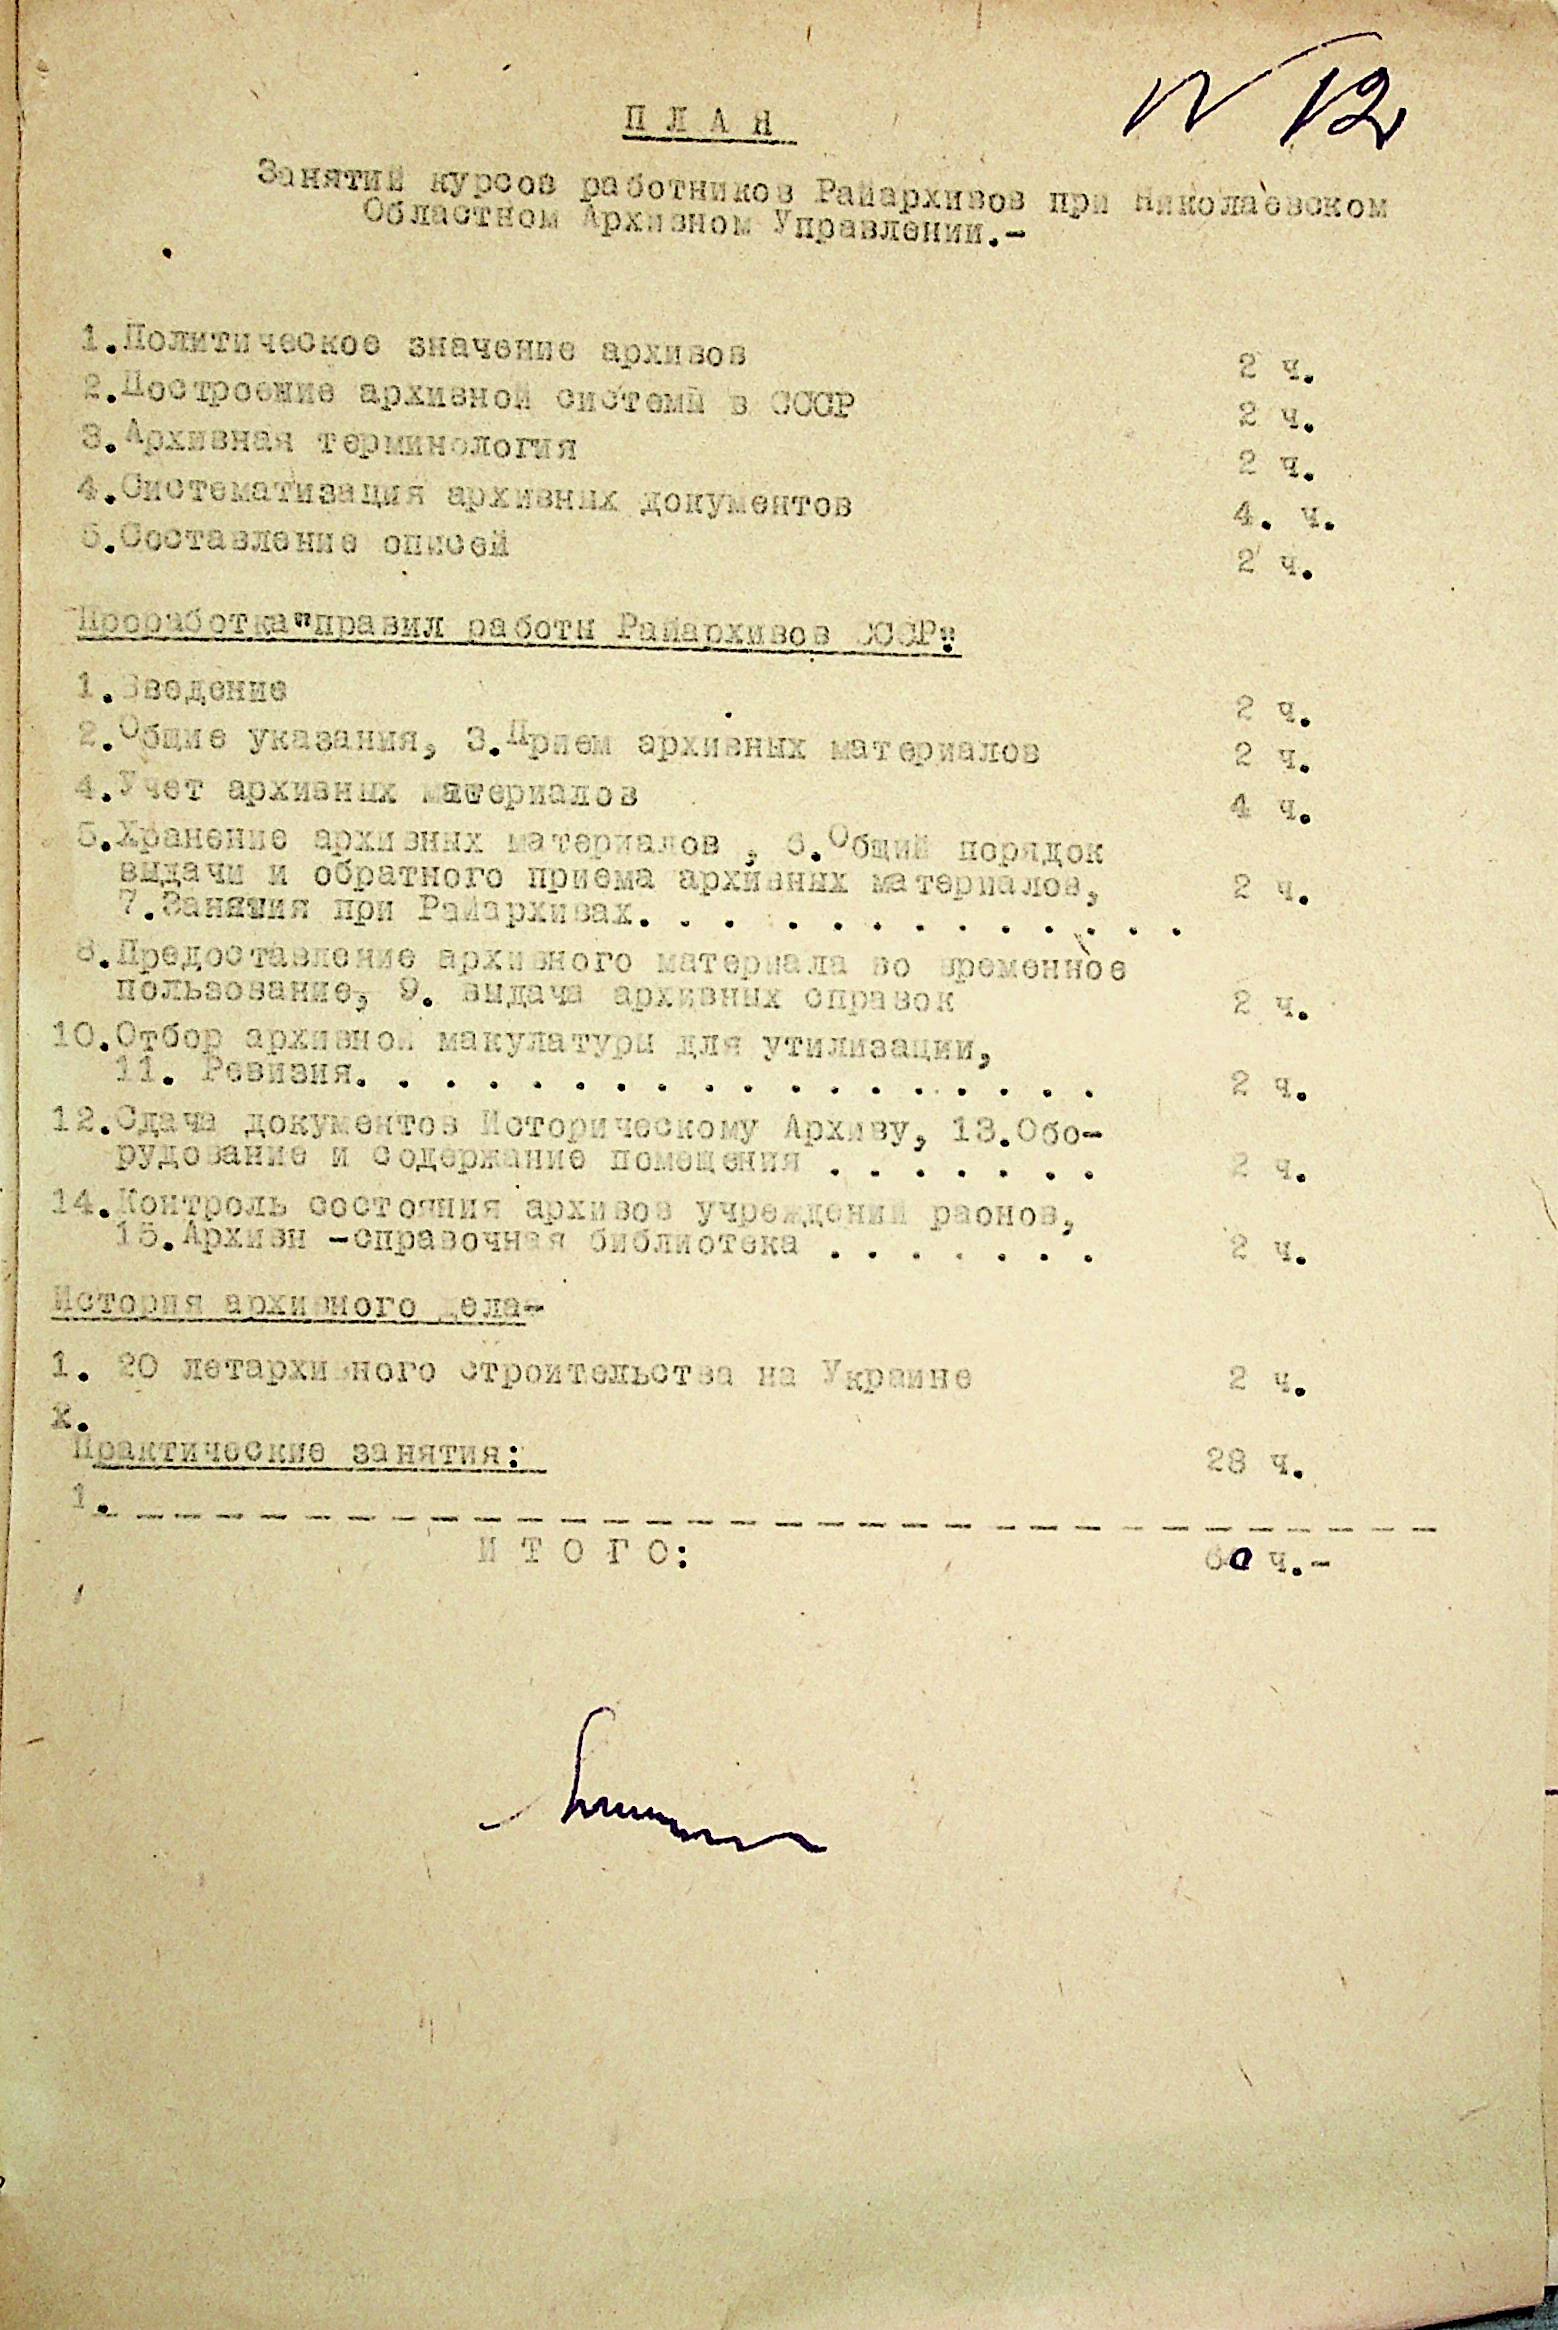 N 12
П Л А Н
Занятий курсов работников Райархивов при Николаевском
Областном Архивном Управлении.-
1.Политическое значение архивов 2 ч.
2.Построение архивной системы в СССР 2 ч.
3.Архивная терминология 2 ч.
4.Систематизация архивных документов 4. ч.
5.Составление описей 2 ч.
Проработка"правил работы Райархивов СССР":
1.Введение 2 ч.
2.Общие указания, 3.Прием архивных материалов 2 ч.
4.Учет архивных материалов 4 ч.
5.Хранение архивных материалов , 6.Общий порядок
выдачи и обратного приема архивных материалов, 2 ч.
7.Занятия при Райархивах. . . . . . . . . . . . .
8.Предоставление архивного материала во временное
пользование, 9. выдача архивных справок 2 ч.
10.Отбор архивной макулатуры для утилизации,
11. Ревизия. . . . . . . . . . . . . . . . . . 2 ч.
12.Сдача документов Историческому Архиву, 13.Обо-
рудование и содержание помещения . . . . . . . 2 ч.
14.Контроль состояния архивов учреждений раонов,
15.Архивн -справочная библиотека . . . . . . . 2 ч.
История архивного дела-
1. 20 летархивного строительства на Украине 2 ч.
2.
Практические занятия: 28 ч.
1.
И Т О Г О: 60 ч.-